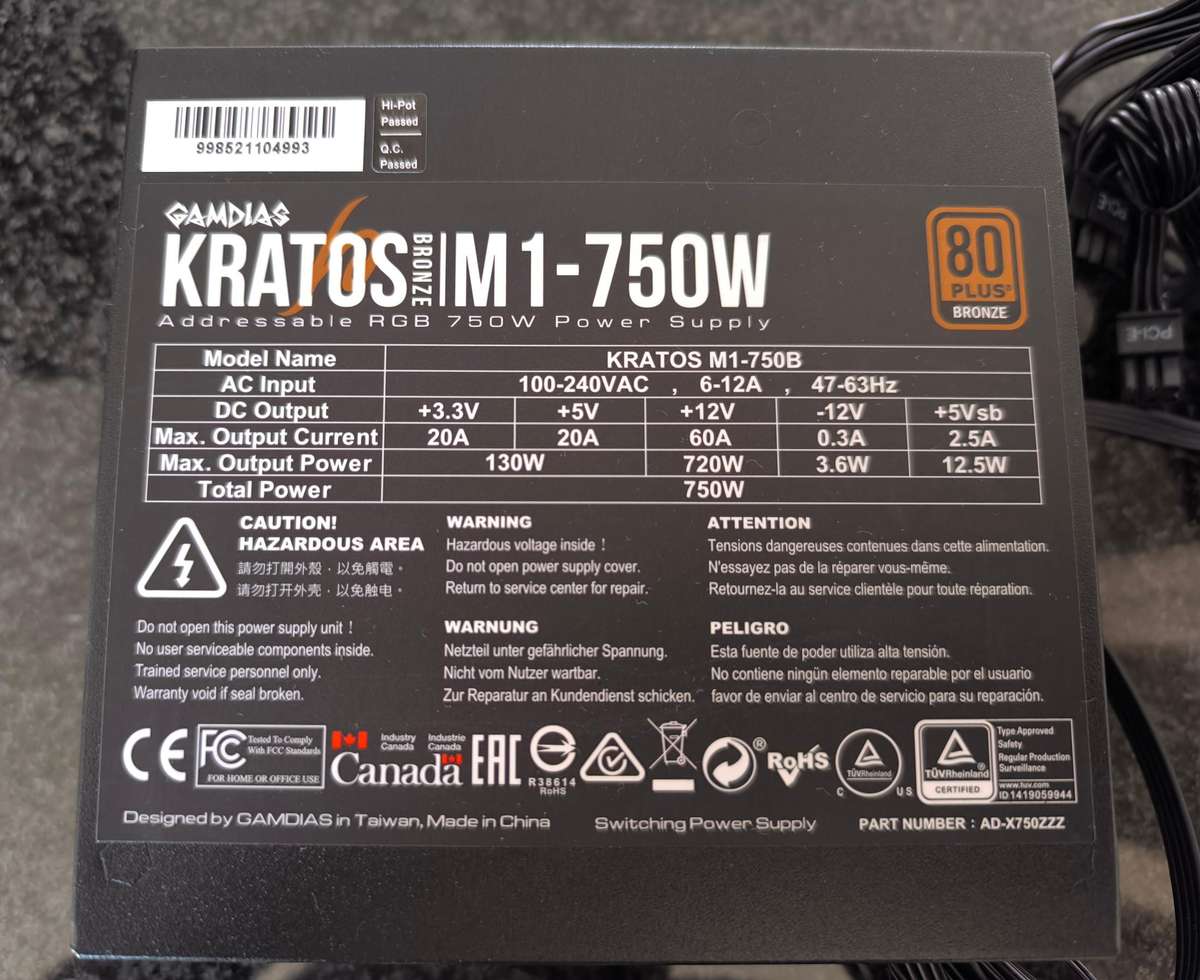 998521104993
Hi-Pot
Passed
Q.C.
Passed
GAMDIAS
KRATOS BRONZE M1-750W
Addressable RGB 750W Power Supply
80
PLUS®
BRONZE
Model Name KRATOS M1-750B
AC Input 100-240VAC , 6-12A , 47-63Hz
DC Output +3.3V +5V +12V -12V +5Vsb
Max. Output Current 20A 20A 60A 0.3A 2.5A
Max. Output Power 130W 720W 3.6W 12.5W
Total Power 750W
CAUTION!
HAZARDOUS AREA
請勿打開外殼，以免觸電。
请勿打开外壳，以免触电。
Do not open this power supply unit !
No user serviceable components inside.
Trained service personnel only.
Warranty void if seal broken.
WARNING
Hazardous voltage inside !
Do not open power supply cover.
Return to service center for repair.
WARNUNG
Netzteil unter gefährlicher Spannung.
Nicht vom Nutzer wartbar.
Zur Reparatur an Kundendienst schicken.
ATTENTION
Tensions dangereuses contenues dans cette alimentation.
N'essayez pas de la réparer vous-même.
Retournez-la au service clientèle pour toute réparation.
PELIGRO
Esta fuente de poder utiliza alta tensión.
No contiene ningún elemento reparable por el usuario
favor de enviar al centro de servicio para su reparación.
CE
FC Tested To Comply
With FCC Standards
FOR HOME OR OFFICE USE
Industry Canada
Industrie Canada
Canada
EAC
R38614
RoHS
®
RoHS
TÜVRheinland
C US
TÜVRheinland®
CERTIFIED
Type Approved
Safety
Regular Production
Surveillance
www.tuv.com
ID 1419059944
Designed by GAMDIAS in Taiwan, Made in China
Switching Power Supply
PART NUMBER : AD-X750ZZZ
PCI-E
PCI-E